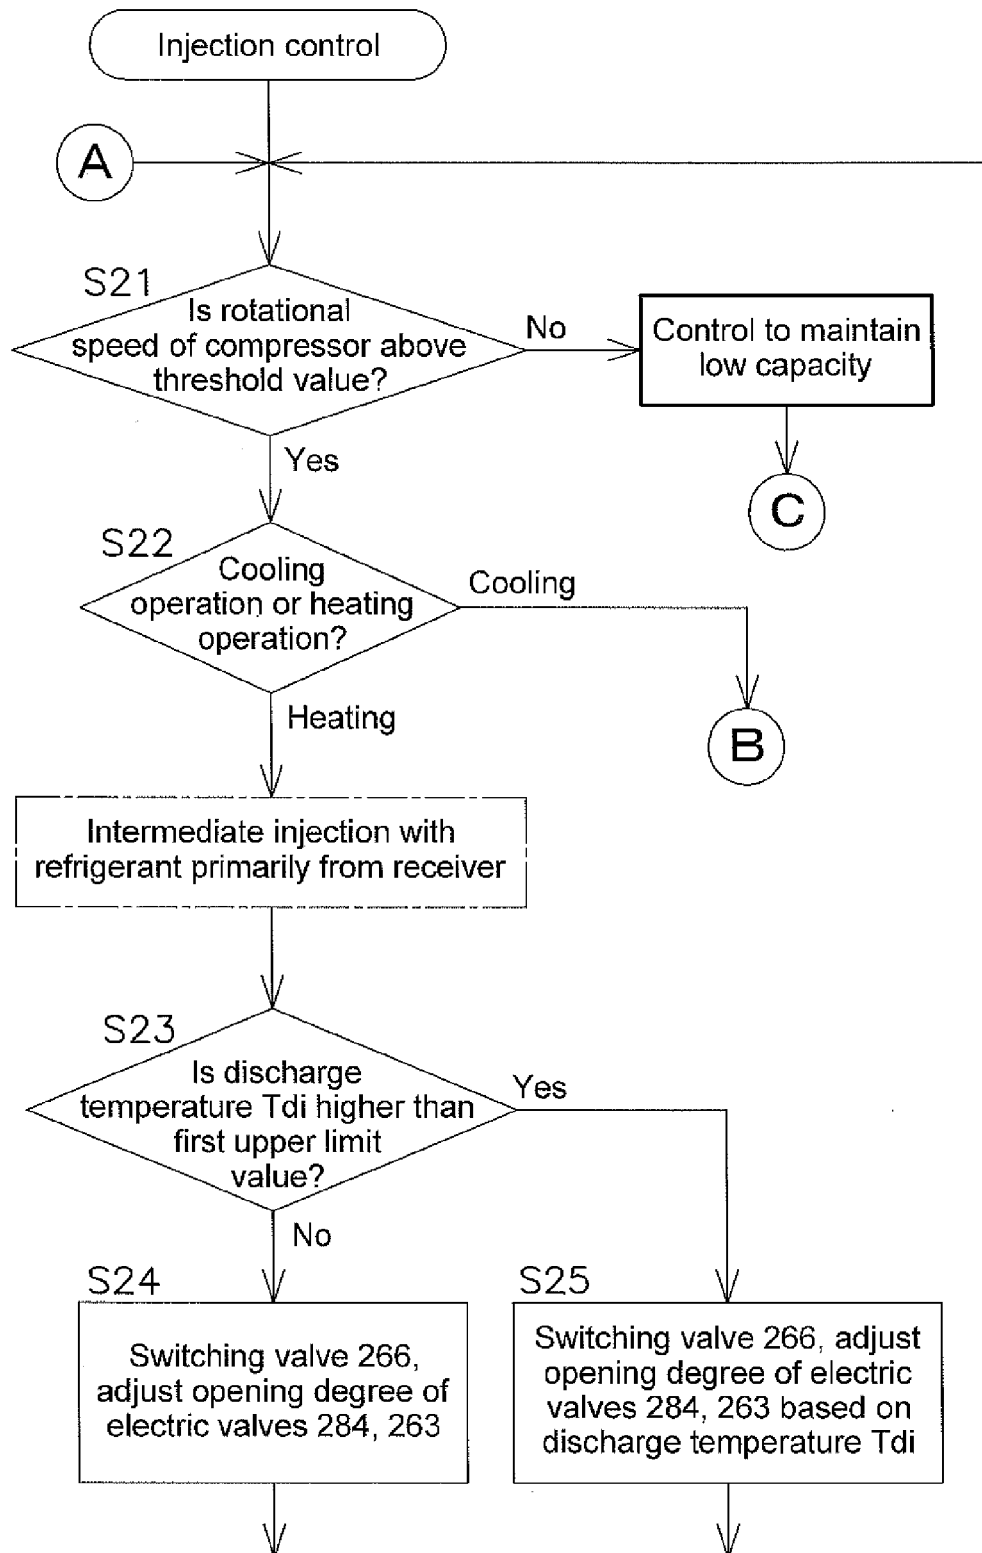 Injection control
A
S21
Is rotational
speed of compressor above
threshold value?
No
Control to maintain
low capacity
Yes
C
S22
Cooling
operation or heating
operation?
Cooling
Heating
B
Intermediate injection with
refrigerant primarily from receiver
S23
Is discharge
temperature Tdi higher than
first upper limit
value?
Yes
No
S24
Switching valve 266,
adjust opening degree of
electric valves 284, 263
S25
Switching valve 266, adjust
opening degree of electric
valves 284, 263 based on
discharge temperature Tdi